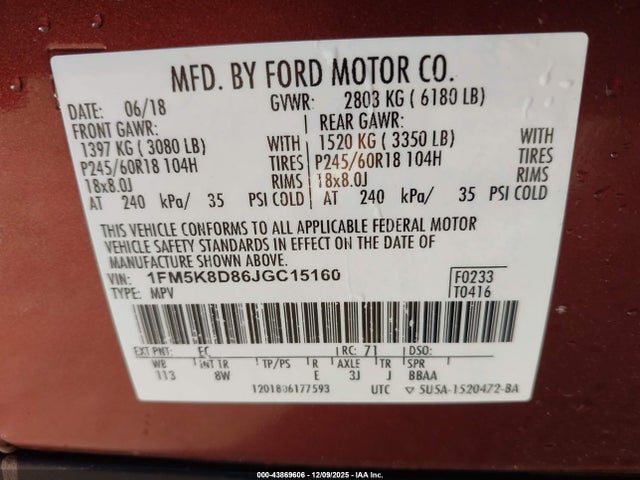 MFD. BY FORD MOTOR CO.
DATE: 06/18 GVWR: 2803 KG ( 6180 LB)
FRONT GAWR: REAR GAWR:
1397 KG ( 3080 LB) WITH 1520 KG ( 3350 LB) WITH
P245/60R18 104H TIRES P245/60R18 104H TIRES
18x8.0J RIMS 18x8.0J RIMS
AT 240 kPa/ 35 PSI COLD AT 240 kPa/ 35 PSI COLD
THIS VEHICLE CONFORMS TO ALL APPLICABLE FEDERAL MOTOR
VEHICLE SAFETY STANDARDS IN EFFECT ON THE DATE OF
MANUFACTURE SHOWN ABOVE.
VIN: 1FM5K8D86JGC15160 F0233
TYPE: MPV T0416
EXT PNT: EC RC: 71 DSO:
WB INT TR TP/PS R AXLE TR SPR
113 8W E 3J J BBAA
1201806177593 UTC ▽ 5U5A-1520472-BA
000-43869606 - 12/09/2025 - IAA Inc.